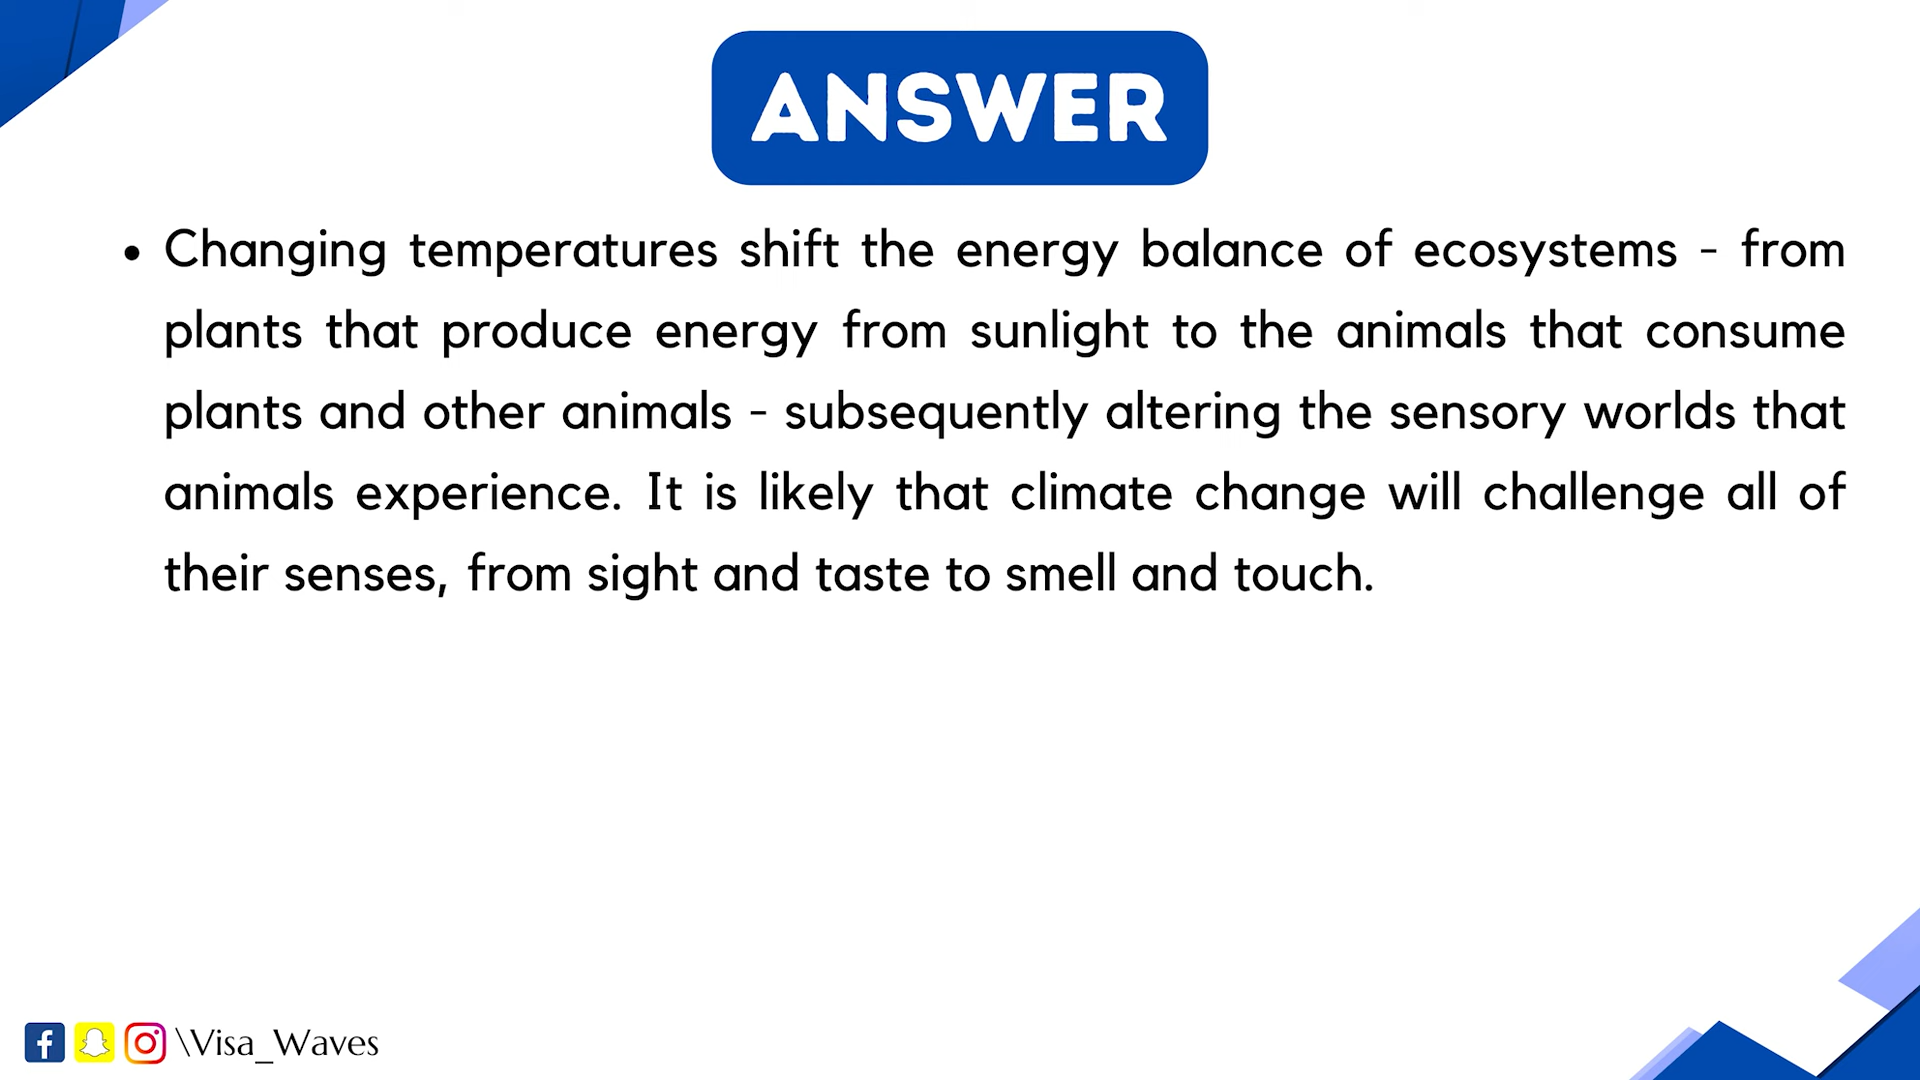 ANSWER
• Changing temperatures shift the energy balance of ecosystems - from
plants that produce energy from sunlight to the animals that consume
plants and other animals - subsequently altering the sensory worlds that
animals experience. It is likely that climate change will challenge all of
their senses, from sight and taste to smell and touch.
\Visa_Waves